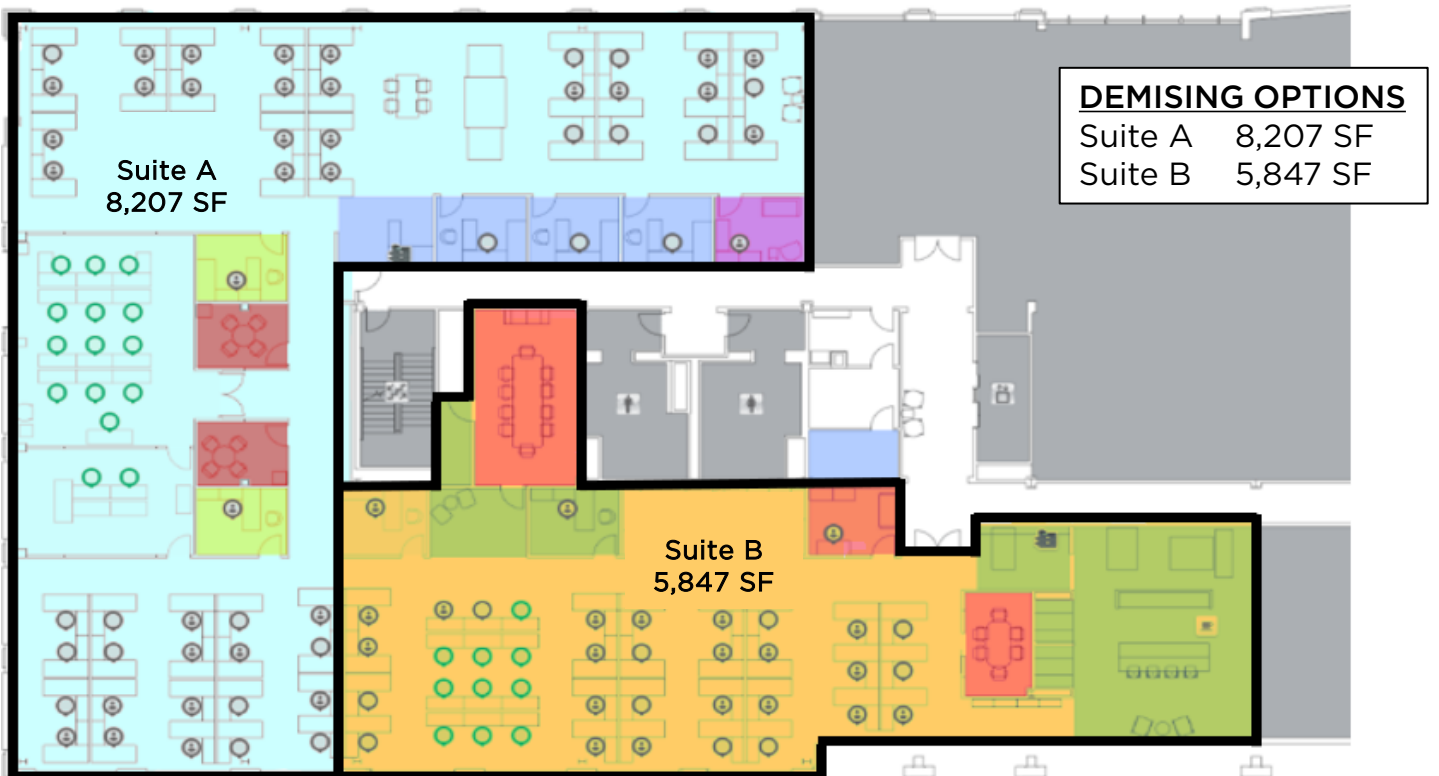 DEMISING OPTIONS
Suite A 8,207 SF
Suite B 5,847 SF
Suite A
8,207 SF
Suite B
5,847 SF